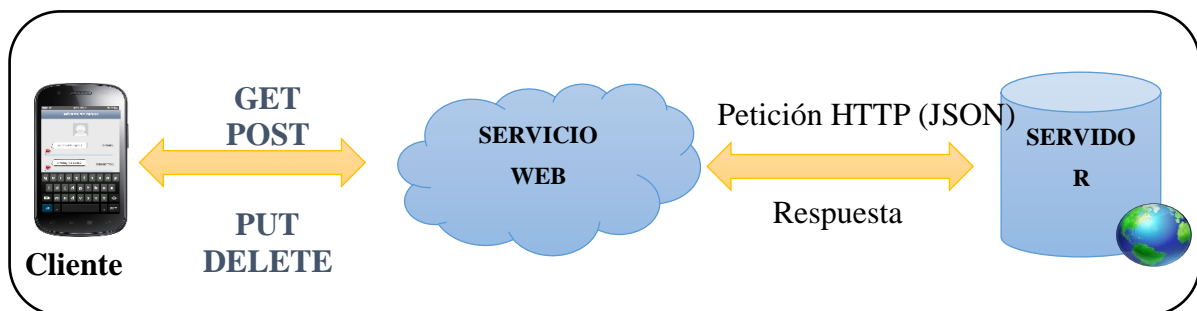 GET
POST
PUT
DELETE
Cliente
SERVICIO
WEB
Petición HTTP (JSON)
Respuesta
SERVIDO
R